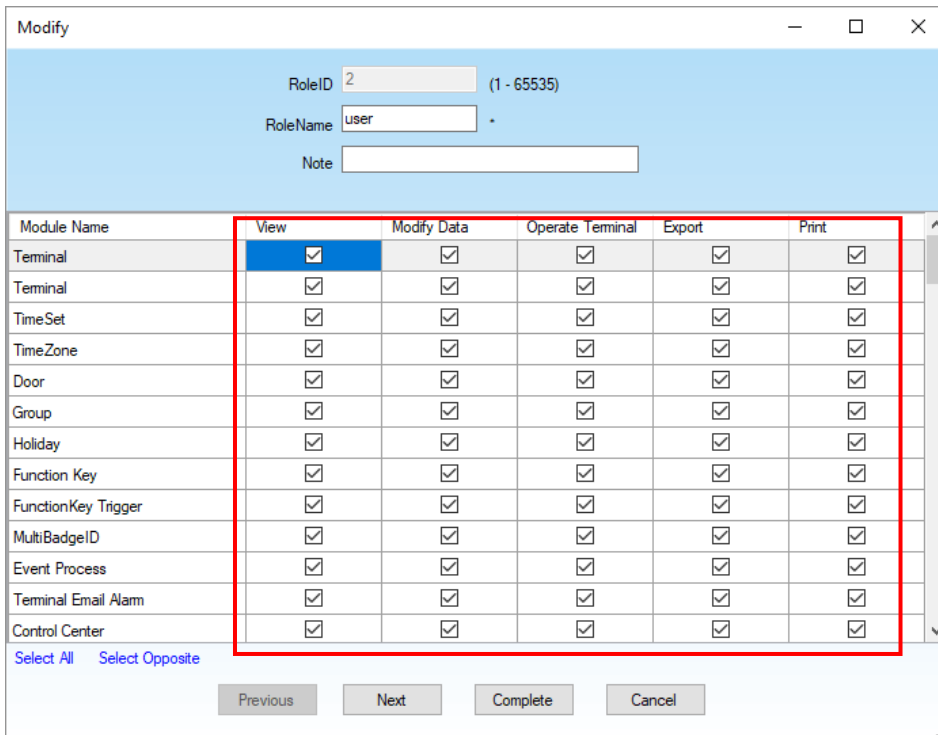 Modify
RoleID 2 (1 - 65535)
RoleName user *
Note
Module Name View Modify Data Operate Terminal Export Print
Terminal
Terminal
TimeSet
TimeZone
Door
Group
Holiday
Function Key
FunctionKey Trigger
MultiBadgeID
Event Process
Terminal Email Alarm
Control Center
Select All Select Opposite
Previous Next Complete Cancel